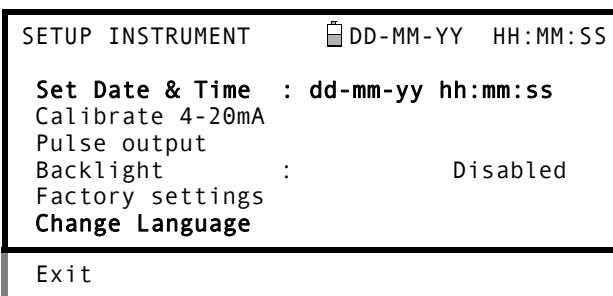 SETUP INSTRUMENT DD-MM-YY HH:MM:SS
Set Date & Time : dd-mm-yy hh:mm:ss
Calibrate 4-20mA
Pulse output
Backlight : Disabled
Factory settings
Change Language
Exit